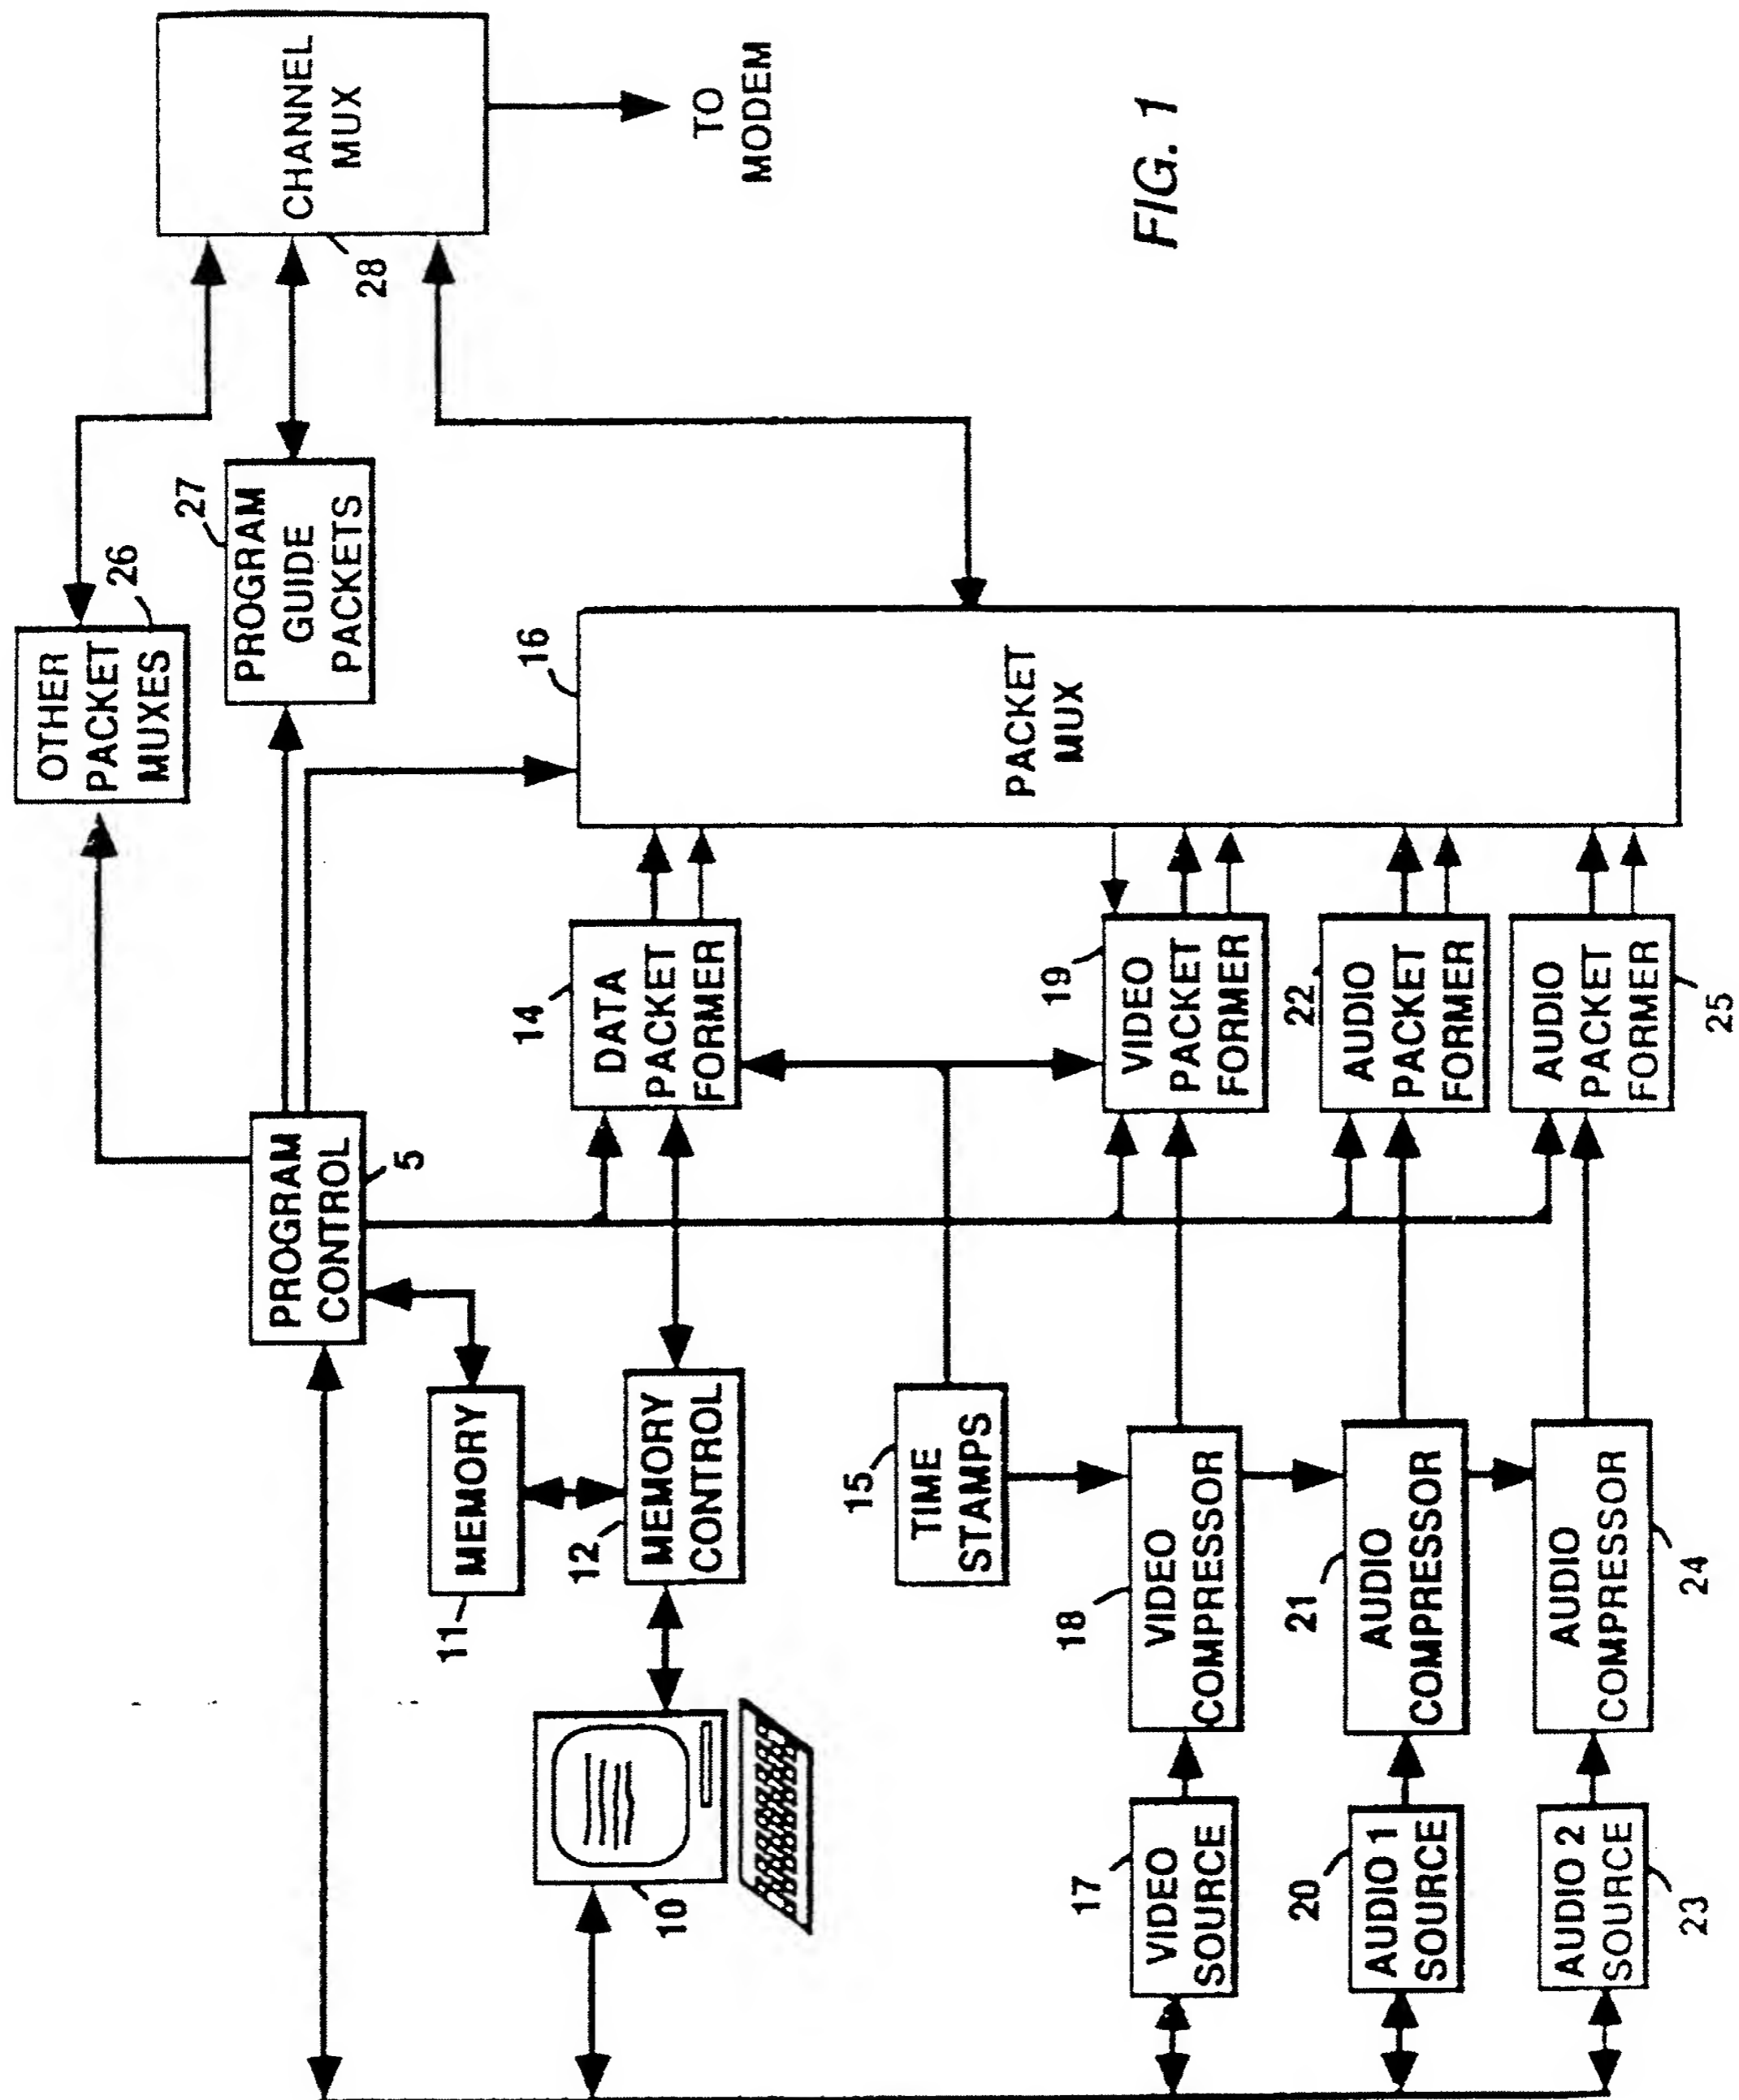 CHANNEL
MUX
28
TO
MODEM
FIG. 1
OTHER
PACKET
MUXES
26
27
PROGRAM
GUIDE
PACKETS
16
PACKET
MUX
PROGRAM
CONTROL
5
14
DATA
PACKET
FORMER
19
VIDEO
PACKET
FORMER
22
AUDIO
PACKET
FORMER
AUDIO
PACKET
FORMER
25
MEMORY
11
12
MEMORY
CONTROL
15
TIME
STAMPS
18
VIDEO
COMPRESSOR
21
AUDIO
COMPRESSOR
AUDIO
COMPRESSOR
24
10
17
VIDEO
SOURCE
20
AUDIO 1
SOURCE
AUDIO 2
SOURCE
23